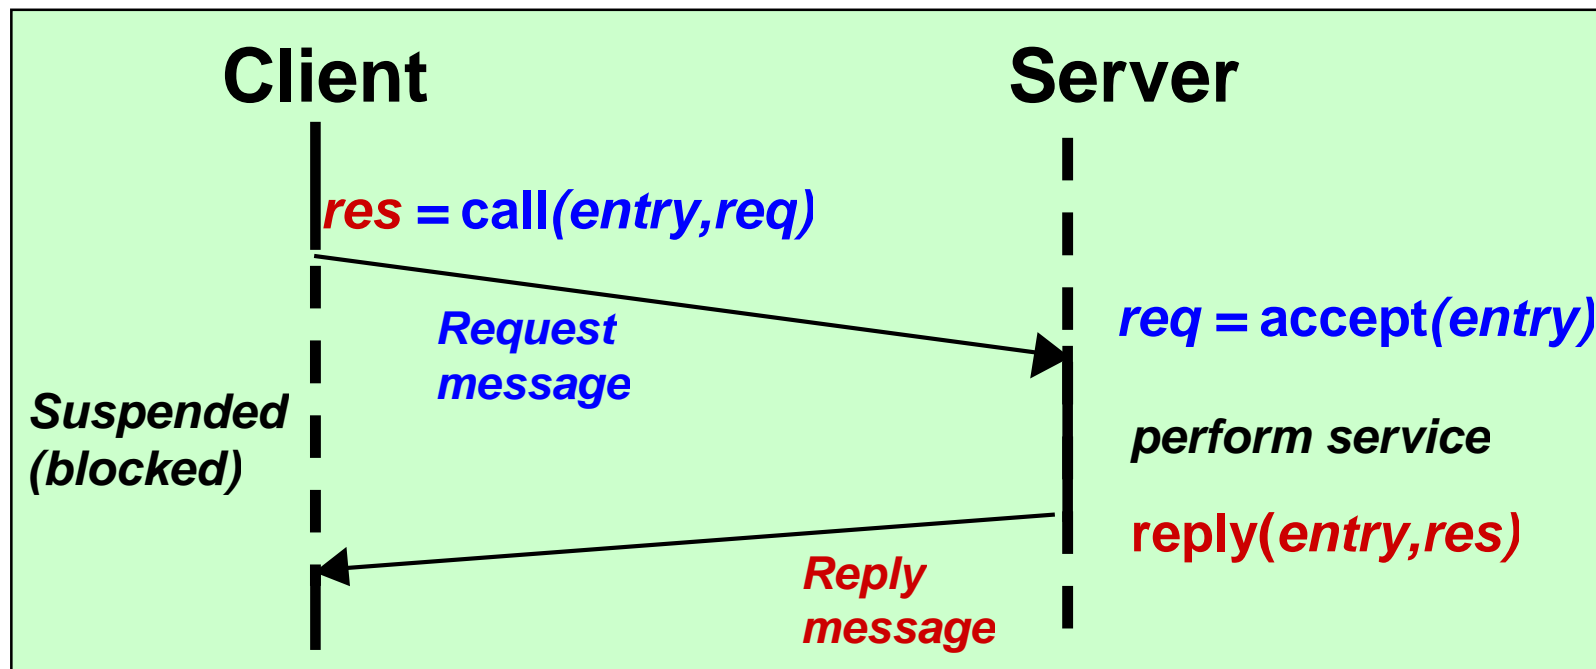 Client
Server
res = call(entry,req)
Request
message
req = accept(entry)
Suspended
(blocked)
perform service
reply(entry,res)
Reply
message